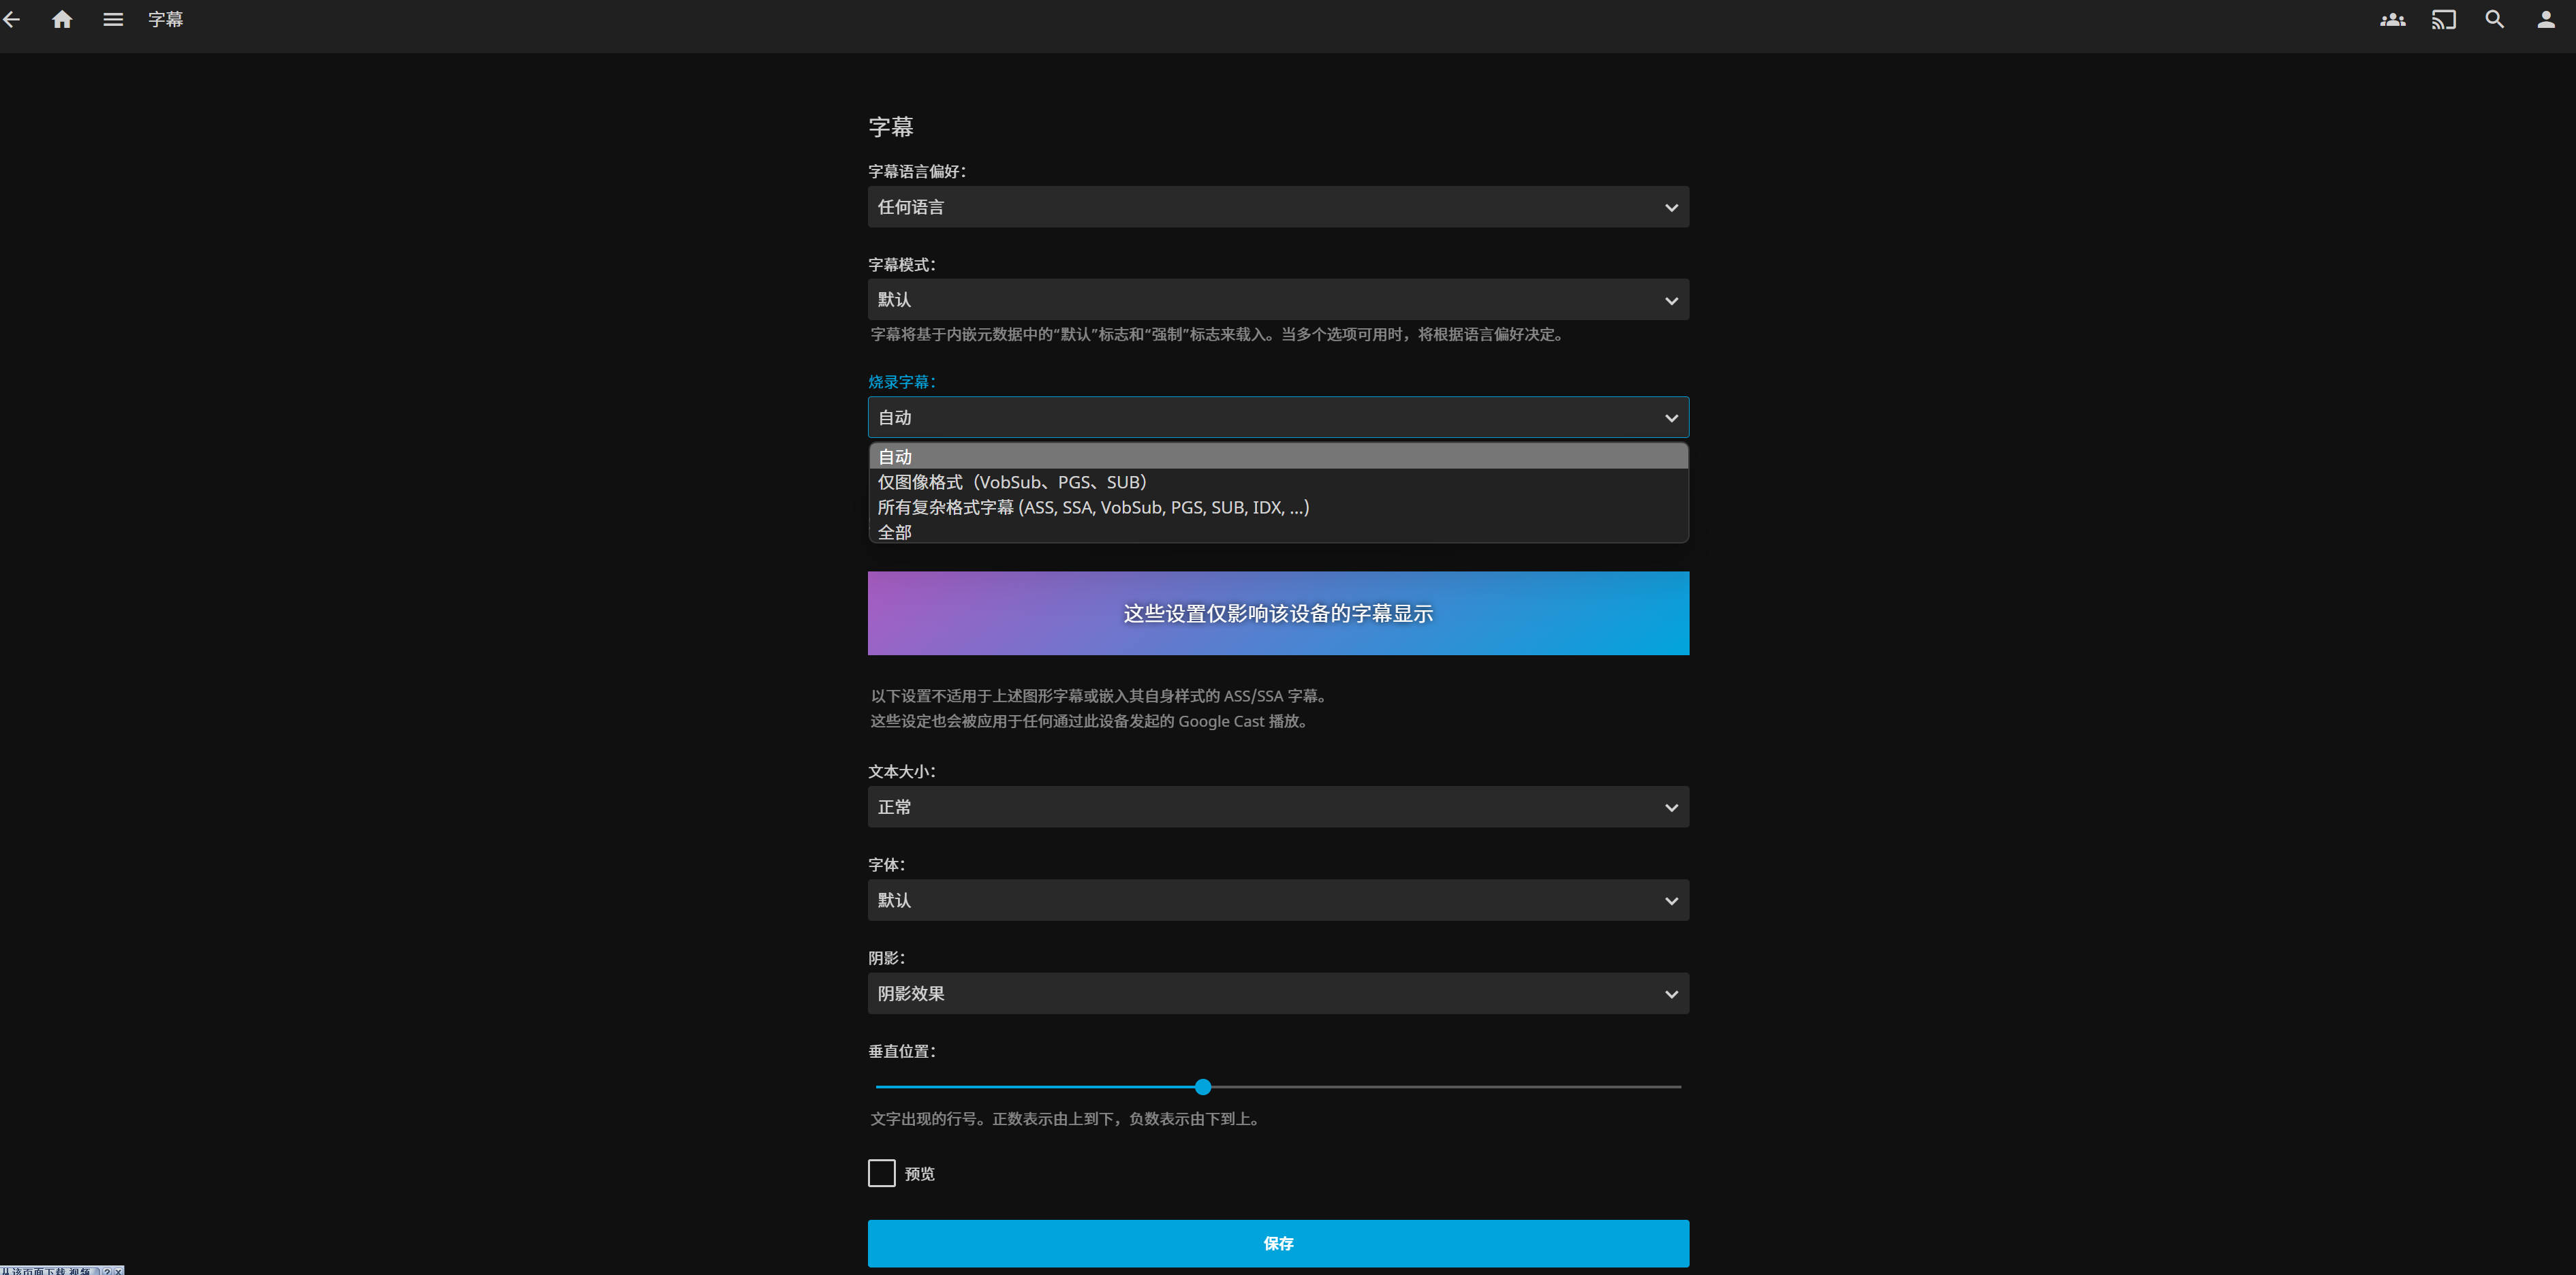 字幕
字幕
字幕语言偏好：
任何语言
字幕模式：
默认
字幕将基于内嵌元数据中的“默认”标志和“强制”标志来载入。当多个选项可用时，将根据语言偏好决定。
烧录字幕：
自动
自动
仅图像格式（VobSub、PGS、SUB）
所有复杂格式字幕 (ASS, SSA, VobSub, PGS, SUB, IDX, ...)
全部
这些设置仅影响该设备的字幕显示
以下设置不适用于上述图形字幕或嵌入其自身样式的 ASS/SSA 字幕。
这些设定也会被应用于任何通过此设备发起的 Google Cast 播放。
文本大小：
正常
字体：
默认
阴影：
阴影效果
垂直位置：
文字出现的行号。正数表示由上到下，负数表示由下到上。
预览
保存
从该页面下载 视频